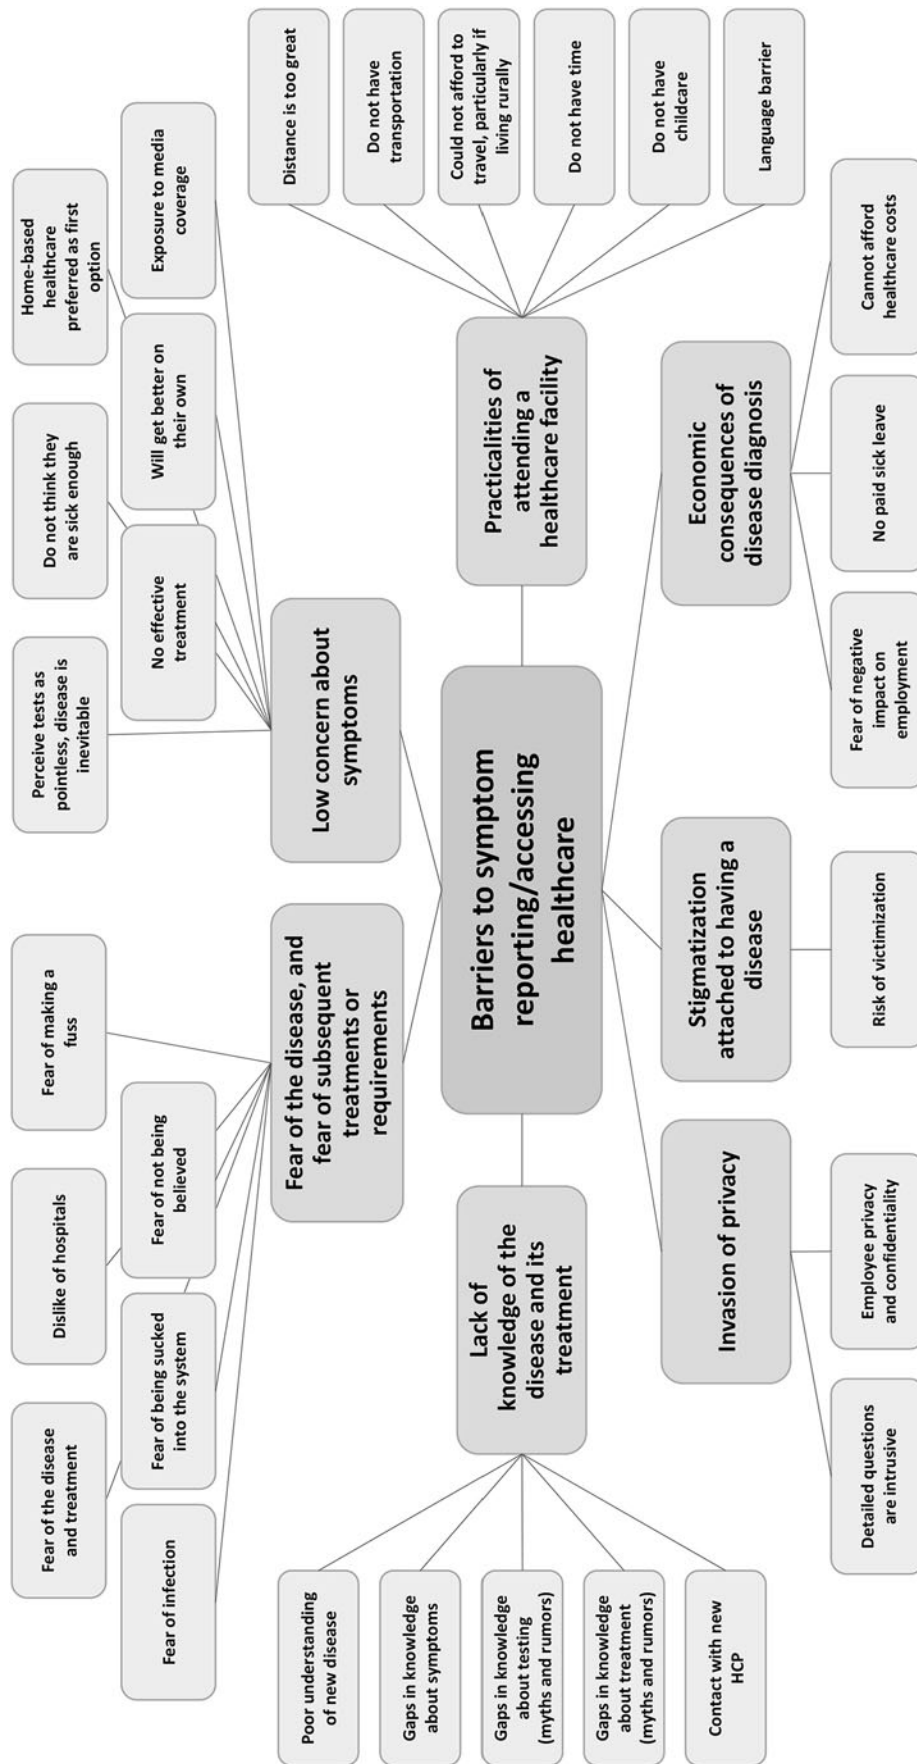 Fear of the disease
and treatment
Dislike of hospitals
Fear of making a
fuss
Perceive tests as
pointless, disease is
inevitable
Do not think they
are sick enough
Home-based
healthcare
preferred as first
option
Fear of infection
Fear of being sucked
into the system
Fear of not being
believed
No effective
treatment
Will get better on
their own
Exposure to media
coverage
Fear of the disease, and
fear of subsequent
treatments or
requirements
Low concern about
symptoms
Poor understanding
of new disease
Gaps in knowledge
about symptoms
Gaps in knowledge
about testing
(myths and rumors)
Gaps in knowledge
about treatment
(myths and rumors)
Contact with new
HCP
Lack of
knowledge of the
disease and its
treatment
Barriers to symptom
reporting/accessing
healthcare
Practicalities of
attending a
healthcare facility
Distance is too great
Do not have
transportation
Could not afford to
travel, particularly if
living rurally
Do not have time
Do not have
childcare
Language barrier
Invasion of privacy
Stigmatization
attached to having a
disease
Economic
consequences of
disease diagnosis
Detailed questions
are intrusive
Employee privacy
and confidentiality
Risk of victimization
Fear of negative
impact on
employment
No paid sick leave
Cannot afford
healthcare costs